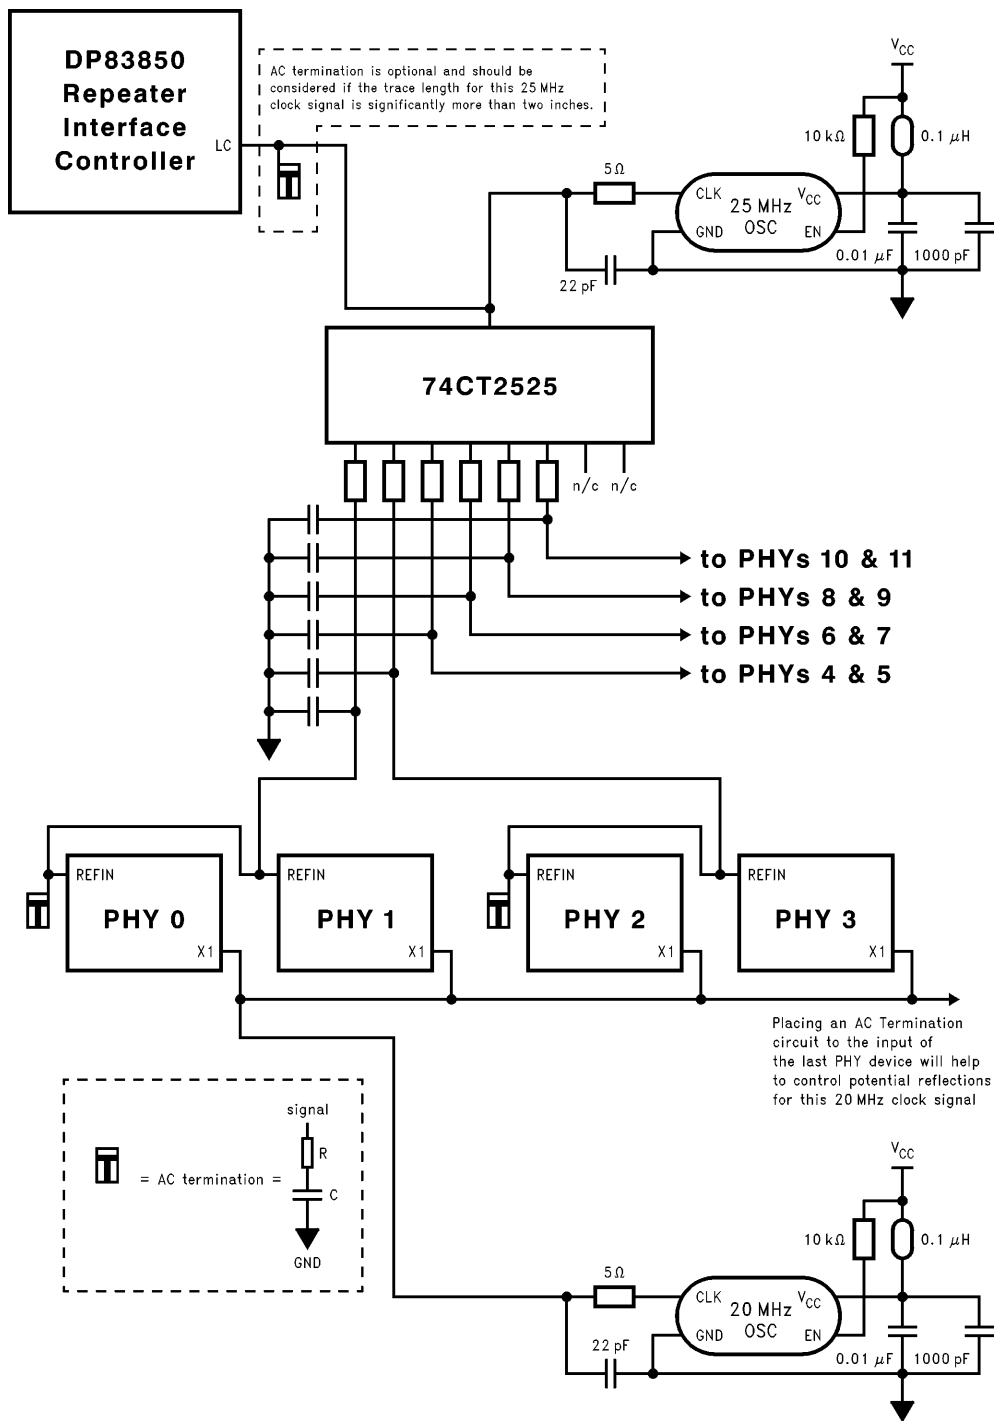 DP83850
Repeater
Interface
Controller
LC
AC termination is optional and should be
considered if the trace length for this 25 MHz
clock signal is significantly more than two inches.
VCC
10 kΩ
0.1 μH
5Ω
CLK
VCC
25 MHz
OSC
GND
EN
22 pF
0.01 μF
1000 pF
74CT2525
n/c
n/c
to PHYs 10 & 11
to PHYs 8 & 9
to PHYs 6 & 7
to PHYs 4 & 5
REFIN
PHY 0
X1
REFIN
PHY 1
X1
REFIN
PHY 2
X1
REFIN
PHY 3
X1
Placing an AC Termination
circuit to the input of
the last PHY device will help
to control potential reflections
for this 20 MHz clock signal
signal
R
= AC termination =
C
GND
VCC
10 kΩ
0.1 μH
5Ω
CLK
VCC
20 MHz
OSC
GND
EN
22 pF
0.01 μF
1000 pF